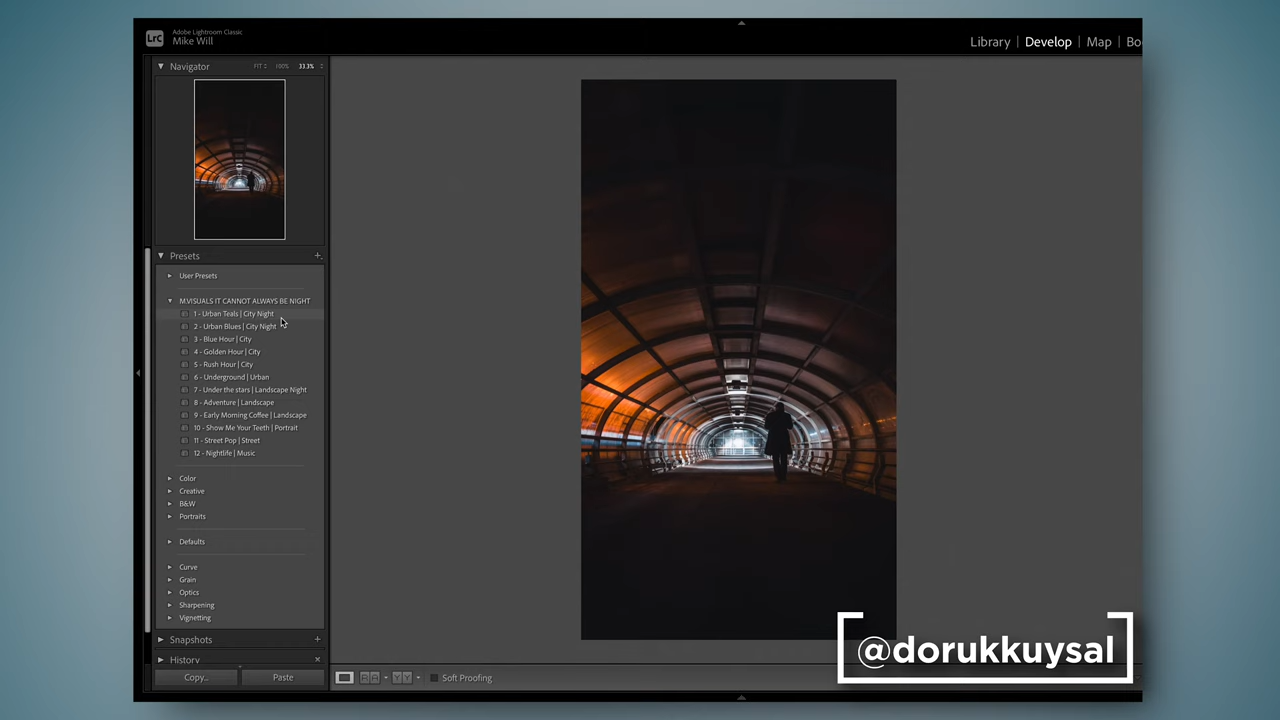 LrC
Adobe Lightroom Classic
Mike Will
Library | Develop | Map | Bo
Navigator FIT 100% 33.3%
Presets +
User Presets
M.VISUALS IT CANNOT ALWAYS BE NIGHT
1 - Urban Teals | City Night
2 - Urban Blues | City Night
3 - Blue Hour | City
4 - Golden Hour | City
5 - Rush Hour | City
6 - Underground | Urban
7 - Under the stars | Landscape Night
8 - Adventure | Landscape
9 - Early Morning Coffee | Landscape
10 - Show Me Your Teeth | Portrait
11 - Street Pop | Street
12 - Nightlife | Music
Color
Creative
B&W
Portraits
Defaults
Curve
Grain
Optics
Sharpening
Vignetting
Snapshots +
History ×
Copy... Paste
RA YY Soft Proofing
@dorukkuysal